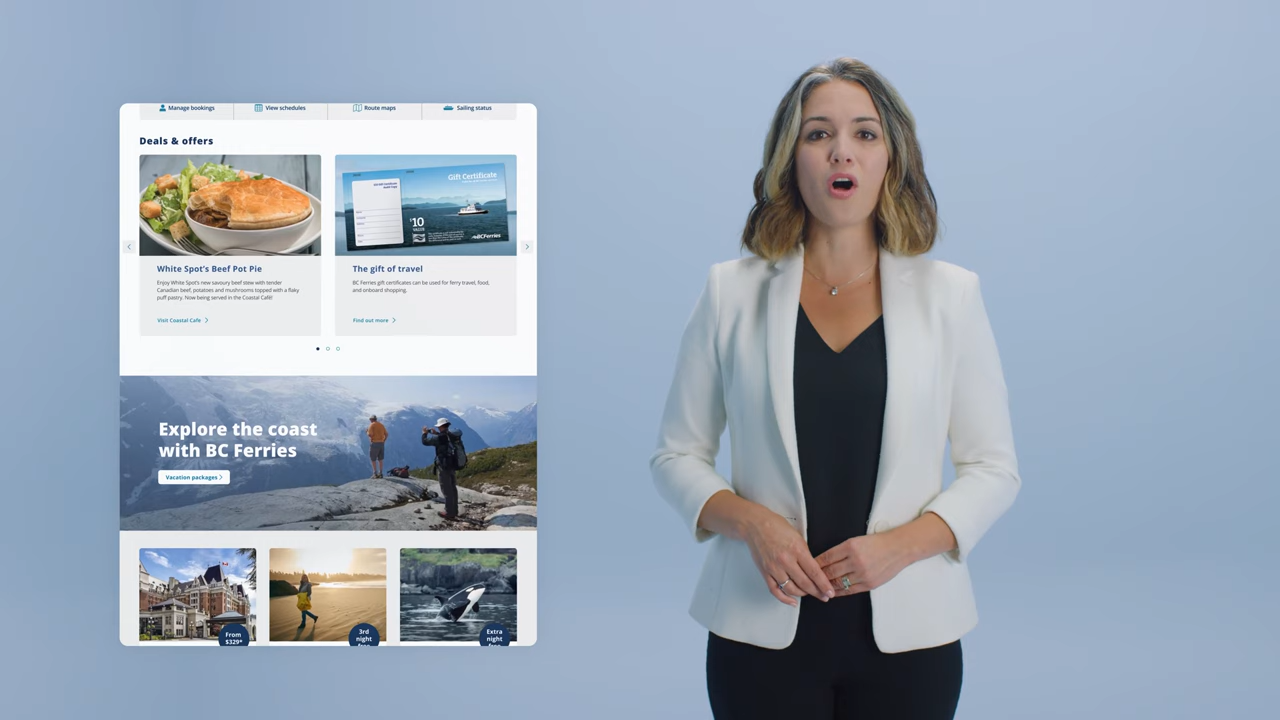 Manage bookings
View schedules
Route maps
Sailing status
Deals & offers
Gift Certificate
$10
BCFerries
White Spot's Beef Pot Pie
Enjoy White Spot's new savoury beef stew with tender
Canadian beef, potatoes and mushrooms topped with a flaky
puff pastry. Now being served in the Coastal Café!
Visit Coastal Cafe
The gift of travel
BC Ferries gift certificates can be used for ferry travel, food,
and onboard shopping.
Find out more
Explore the coast
with BC Ferries
Vacation packages
From
$329*
3rd
night
Extra
night